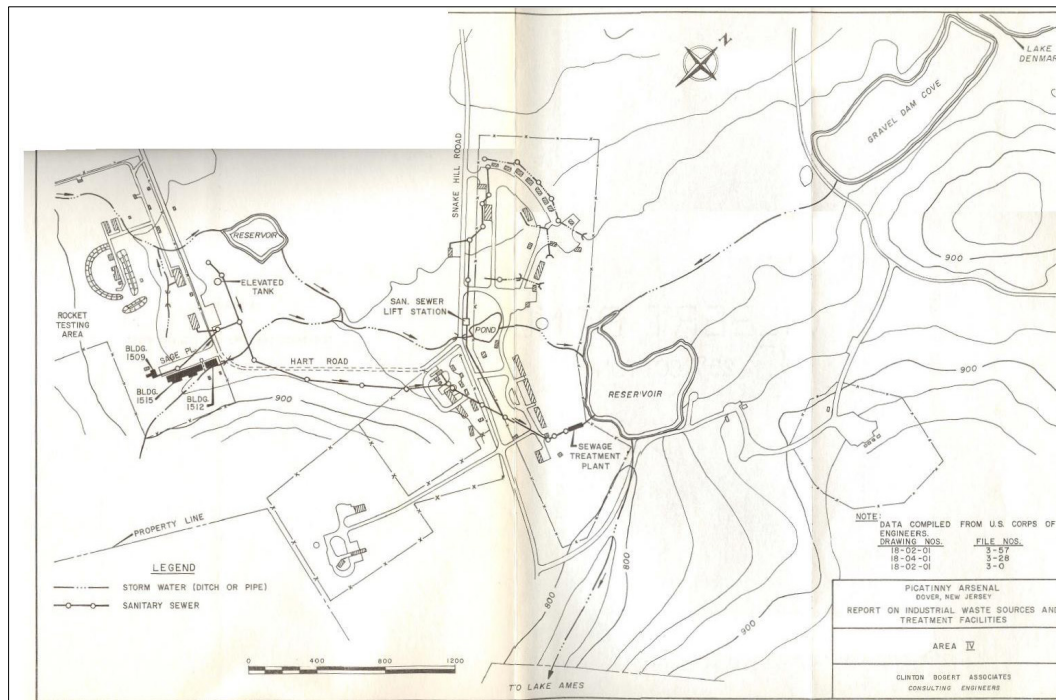 N
LAKE
DENMARK
GRAVEL DAM COVE
SNAKE HILL ROAD
900
RESERVOIR
ELEVATED
TANK
SAN. SEWER
LIFT STATION
POND
ROCKET
TESTING
AREA
BLDG.
1509
SAGE PL.
HART ROAD
BLDG.
1515
BLDG.
1512
900
RESERVOIR
900
SEWAGE
TREATMENT
PLANT
PROPERTY LINE
NOTE:
DATA COMPILED FROM U.S. CORPS OF
ENGINEERS.
DRAWING NOS. FILE NOS.
18-02-01 3-57
18-04-01 3-28
18-02-01 3-0
LEGEND
STORM WATER (DITCH OR PIPE)
SANITARY SEWER
800
800
700
900
PICATINNY ARSENAL
DOVER, NEW JERSEY
REPORT ON INDUSTRIAL WASTE SOURCES AND
TREATMENT FACILITIES
AREA IV
0 400 800 1200
TO LAKE AMES
CLINTON BOGERT ASSOCIATES
CONSULTING ENGINEERS